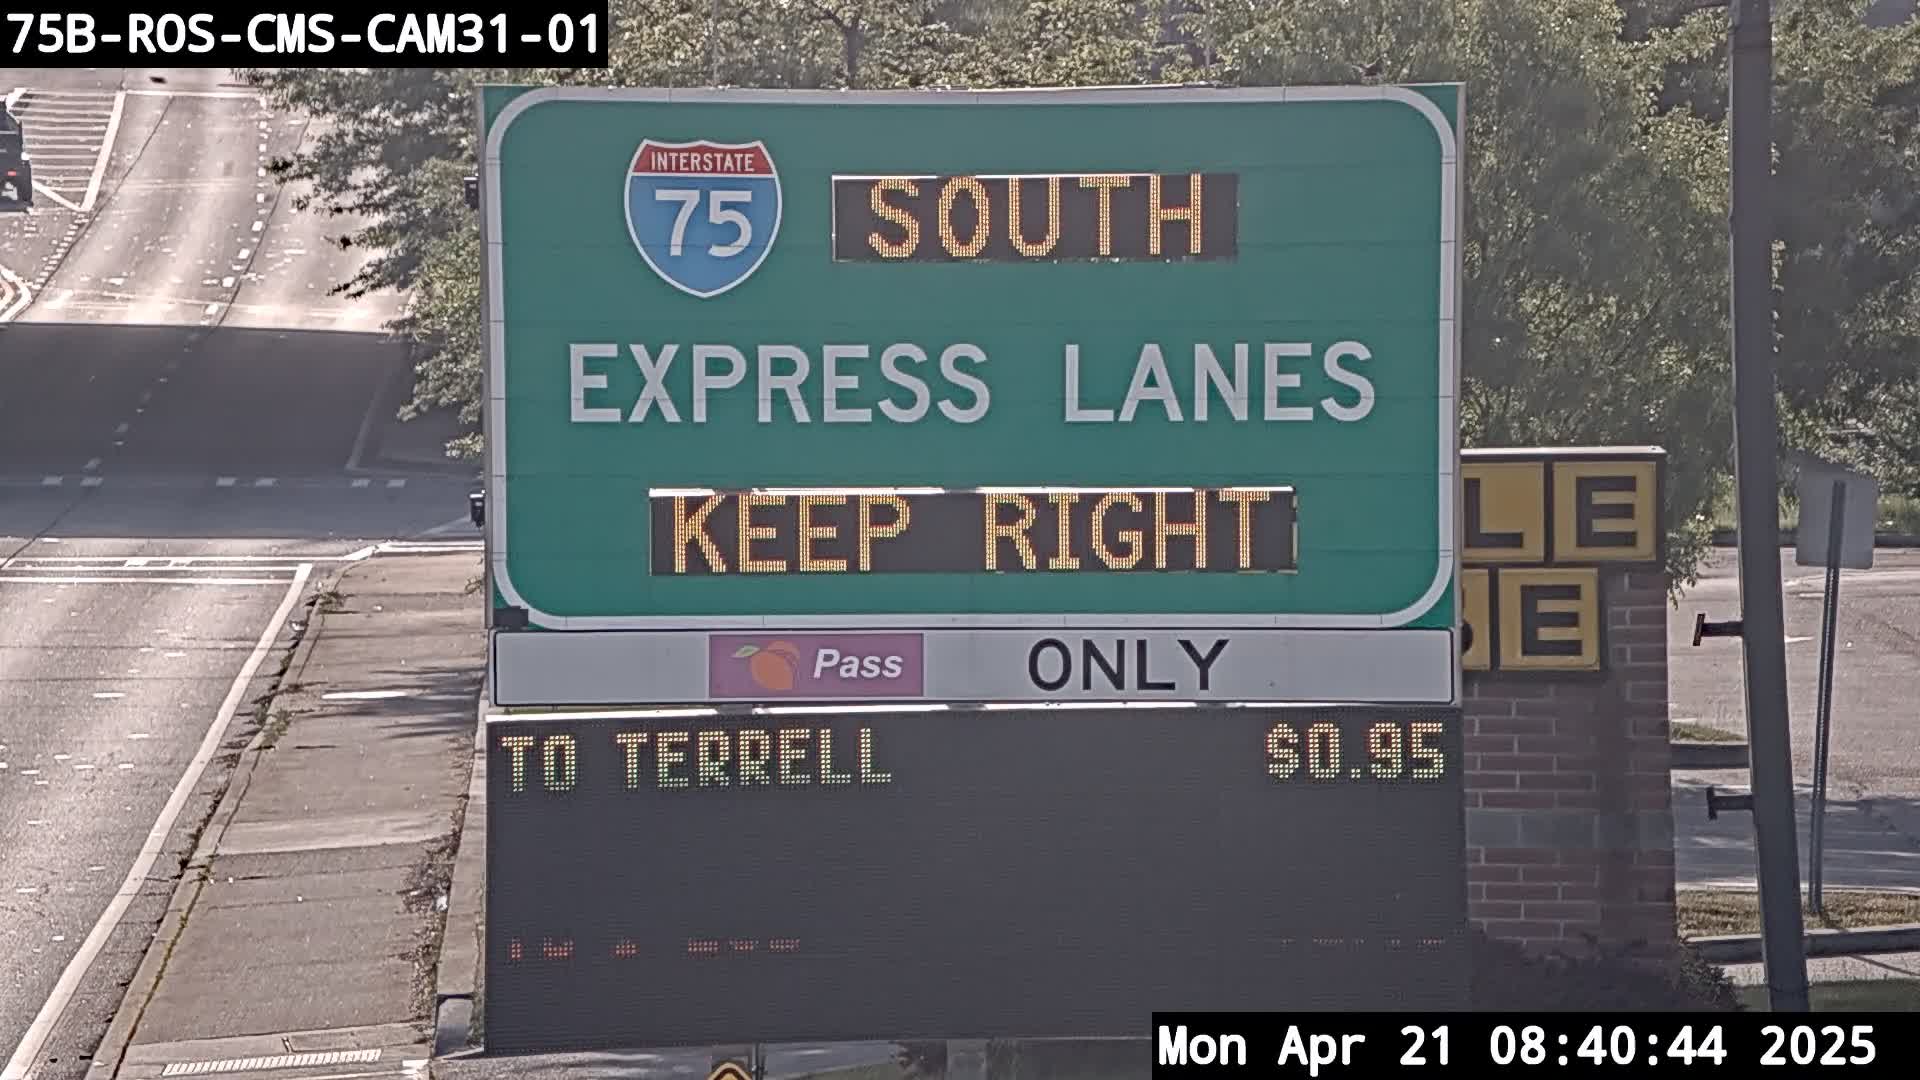 75B-ROS-CMS-CAM31-01
INTERSTATE
75
SOUTH
EXPRESS LANES
KEEP RIGHT
Pass ONLY
TO TERRELL $0.95
LE
E
Mon Apr 21 08:40:44 2025